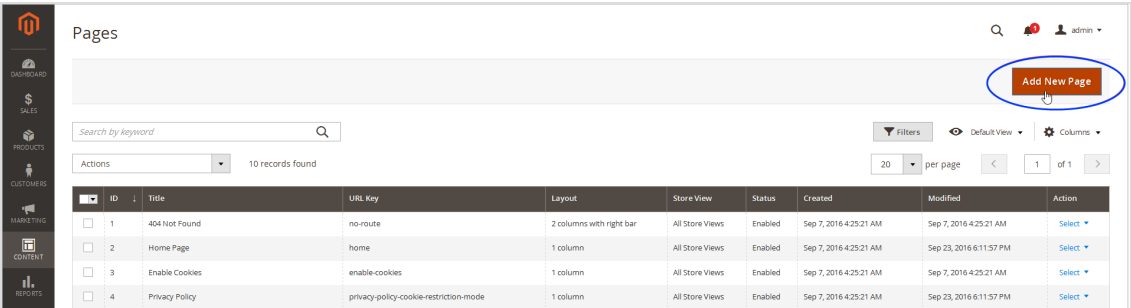 Pages
1
admin
DASHBOARD
SALES
PRODUCTS
CUSTOMERS
MARKETING
CONTENT
REPORTS
Add New Page
Search by keyword
Filters
Default View
Columns
Actions
10 records found
20 per page
1 of 1
ID ↓ Title URL Key Layout Store View Status Created Modified Action
1 404 Not Found no-route 2 columns with right bar All Store Views Enabled Sep 7, 2016 4:25:21 AM Sep 7, 2016 4:25:21 AM Select
2 Home Page home 1 column All Store Views Enabled Sep 7, 2016 4:25:21 AM Sep 23, 2016 6:11:57 PM Select
3 Enable Cookies enable-cookies 1 column All Store Views Enabled Sep 7, 2016 4:25:21 AM Sep 7, 2016 4:25:21 AM Select
4 Privacy Policy privacy-policy-cookie-restriction-mode 1 column All Store Views Enabled Sep 7, 2016 4:25:21 AM Sep 23, 2016 6:11:57 PM Select